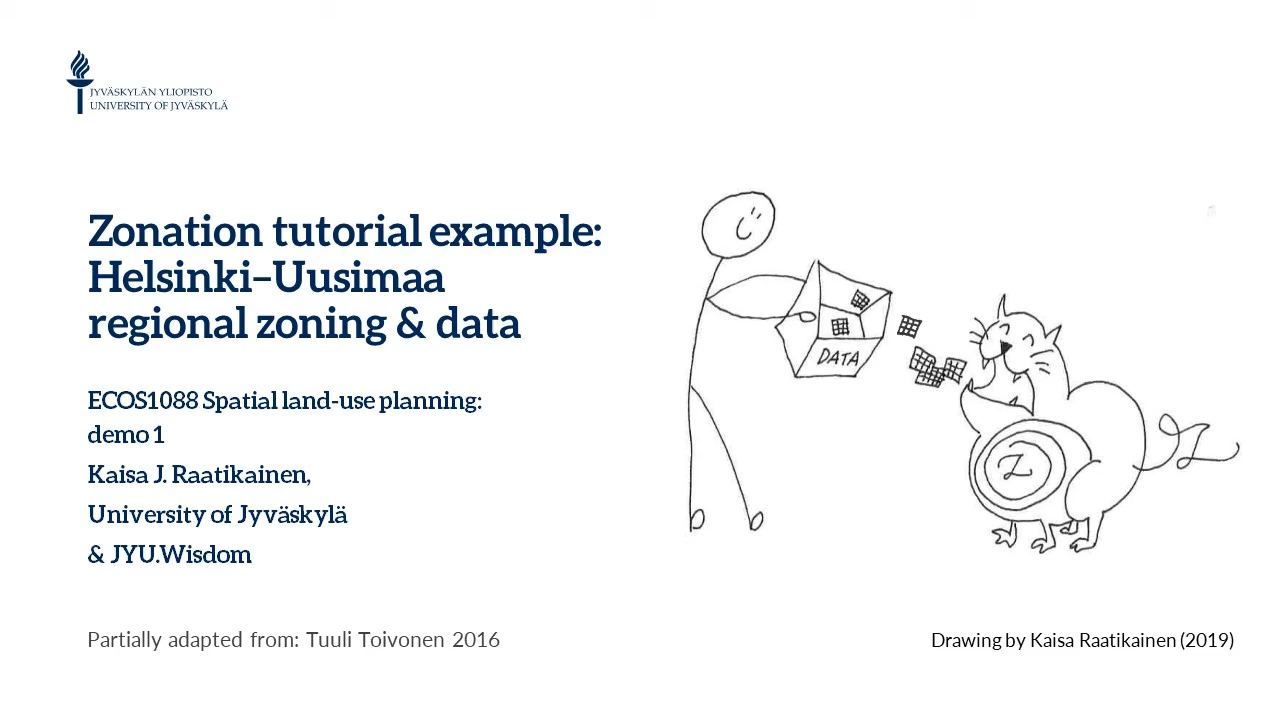 JYVÄSKYLÄN YLIOPISTO
UNIVERSITY OF JYVÄSKYLÄ
Zonation tutorial example:
Helsinki–Uusimaa
regional zoning & data
ECOS1088 Spatial land-use planning:
demo 1
Kaisa J. Raatikainen,
University of Jyväskylä
& JYU.Wisdom
DATA
Z
Z
Partially adapted from: Tuuli Toivonen 2016
Drawing by Kaisa Raatikainen (2019)